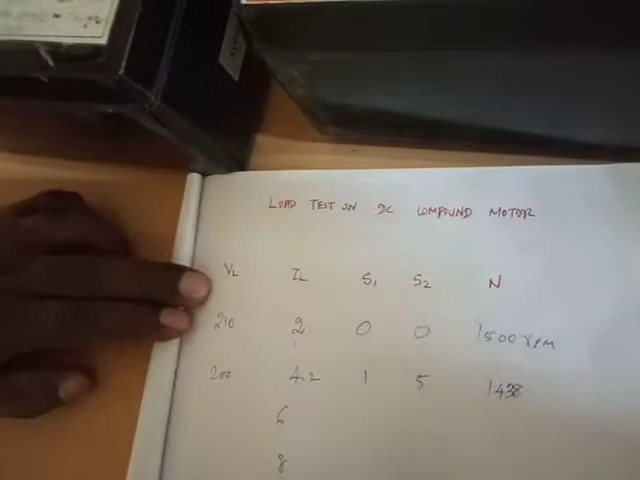 LOAD TEST ON DC COMPOUND MOTOR
VL IL S1 S2 N
210 2 0 0 1500 rpm
200 4.2 1 5 1438
6
8